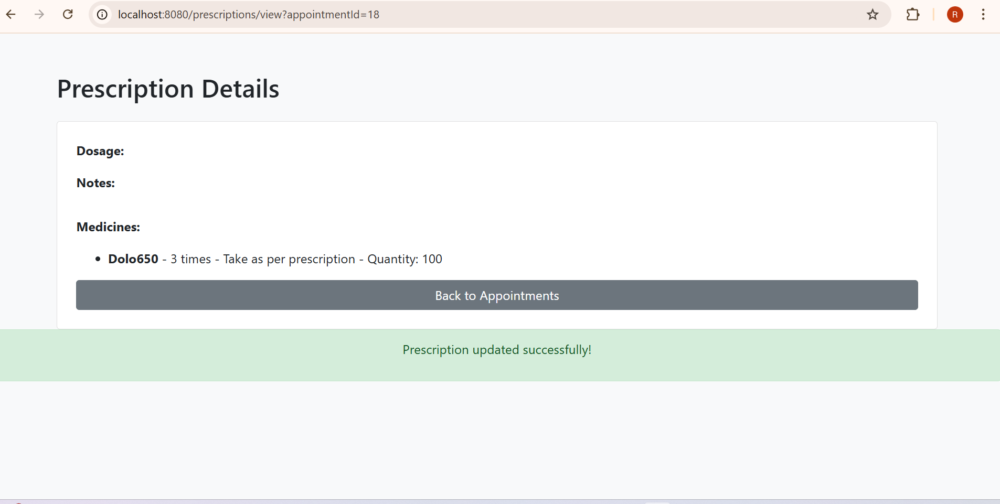 localhost:8080/prescriptions/view?appointmentId=18
R
Prescription Details
Dosage:
Notes:
Medicines:
Dolo650 - 3 times - Take as per prescription - Quantity: 100
Back to Appointments
Prescription updated successfully!